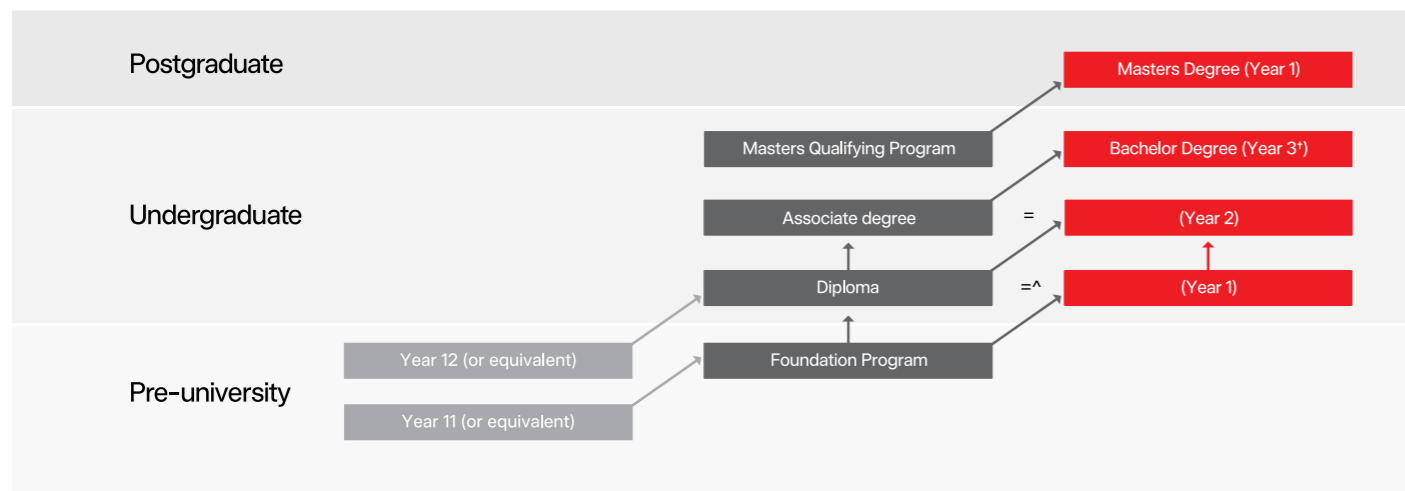 Postgraduate
Masters Degree (Year 1)
Masters Qualifying Program
Bachelor Degree (Year 3†)
Undergraduate
Associate degree
=
(Year 2)
Diploma
=^
(Year 1)
Year 12 (or equivalent)
Foundation Program
Pre-university
Year 11 (or equivalent)